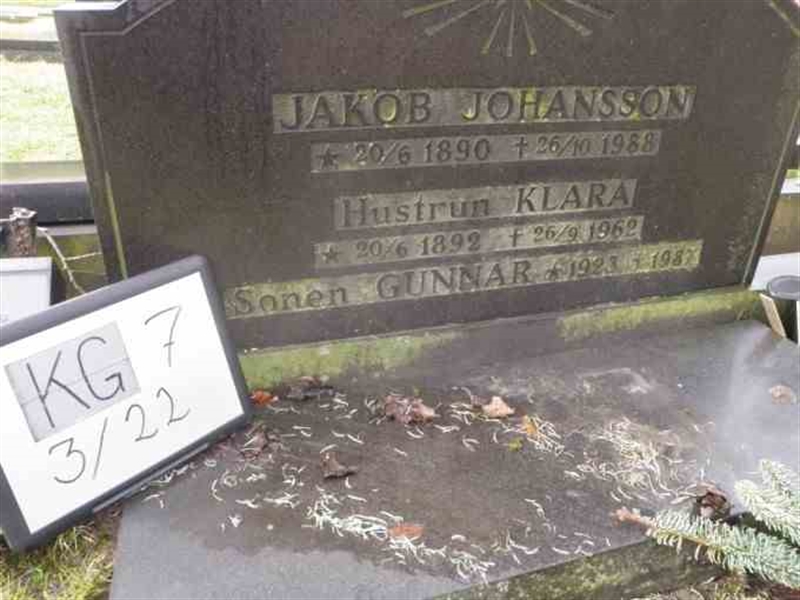 JAKOB JOHANSSON
★ 20/6 1890 † 26/10 1988
Hustrun KLARA
★ 20/6 1892 † 26/9 1962
Sonen GUNNAR ★ 1923 † 1987
KG 7
3/22